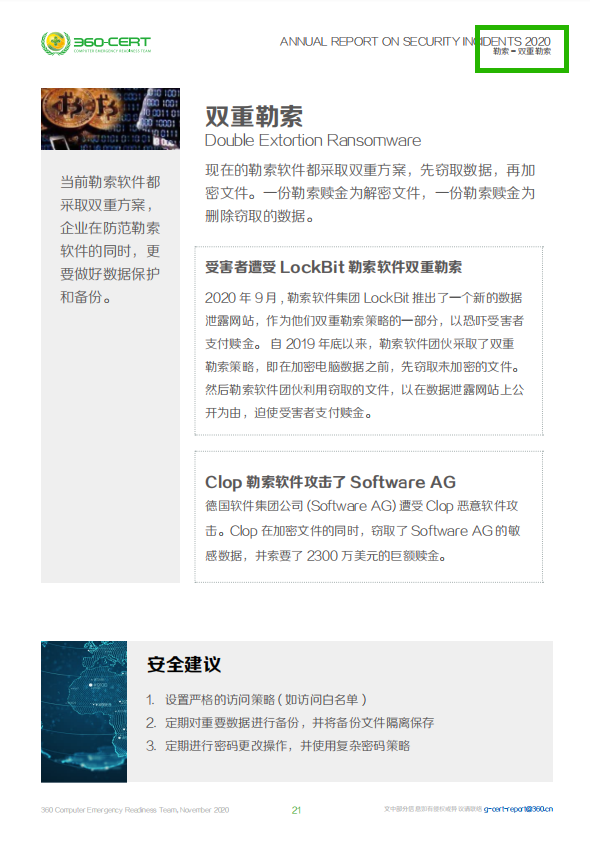 360-CERT
COMPUTER EMERGENCY READINESS TEAM
ANNUAL REPORT ON SECURITY INCIDENTS 2020
勒索 - 双重勒索
双重勒索
Double Extortion Ransomware
现在的勒索软件都采取双重方案，先窃取数据，再加
密文件。一份勒索赎金为解密文件，一份勒索赎金为
删除窃取的数据。
当前勒索软件都
采取双重方案，
企业在防范勒索
软件的同时，更
要做好数据保护
和备份。
受害者遭受 LockBit 勒索软件双重勒索
2020 年 9 月 , 勒索软件集团 LockBit 推出了一个新的数据
泄露网站，作为他们双重勒索策略的一部分，以恐吓受害者
支付赎金。 自 2019 年底以来，勒索软件团伙采取了双重
勒索策略，即在加密电脑数据之前，先窃取未加密的文件。
然后勒索软件团伙利用窃取的文件，以在数据泄露网站上公
开为由，迫使受害者支付赎金。
Clop 勒索软件攻击了 Software AG
德国软件集团公司 (Software AG) 遭受 Clop 恶意软件攻
击。Clop 在加密文件的同时，窃取了 Software AG 的敏
感数据，并索要了 2300 万美元的巨额赎金。
安全建议
1. 设置严格的访问策略 ( 如访问白名单 )
2. 定期对重要数据进行备份，并将备份文件隔离保存
3. 定期进行密码更改操作，并使用复杂密码策略
360 Computer Emergency Readiness Team, November 2020
21
g-cert-report@360.cn